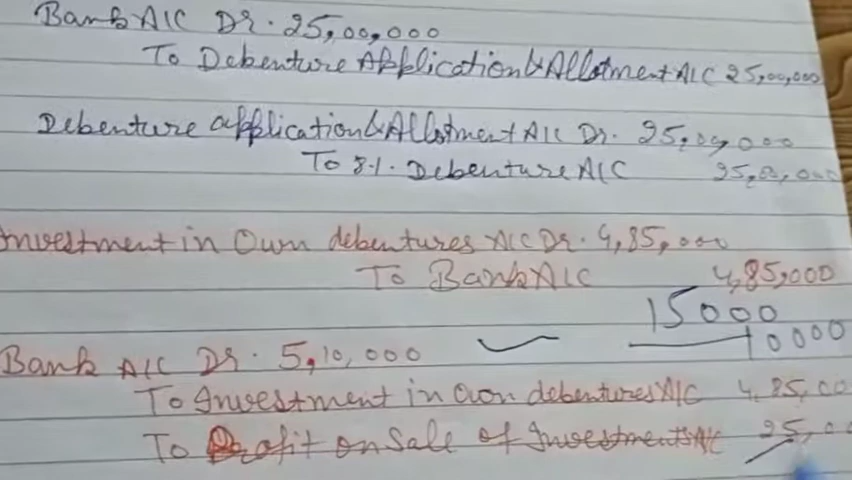 Bank A/C Dr. 25,00,000
To Debenture Application & Allotment A/C 25,00,000
Debenture application & Allotment A/C Dr. 25,00,000
To 8%. Debenture A/C 25,00,000
Investment in Own debentures A/C Dr. 4,85,000
To Bank A/C 4,85,000
15000
10000
Bank A/C Dr. 5,10,000
To Investment in own debentures A/C 4,85,00
To Profit on Sale of Investments A/C 25,00